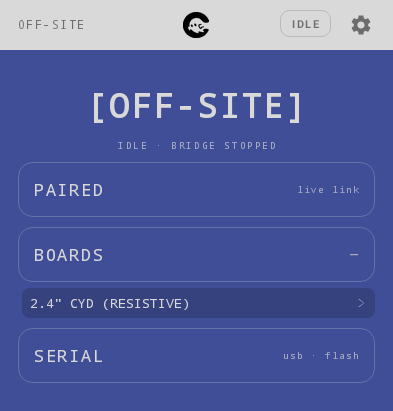 OFF-SITE
IDLE
[OFF-SITE]
IDLE · BRIDGE STOPPED
PAIRED live link
BOARDS —
2.4" CYD (RESISTIVE) >
SERIAL usb · flash